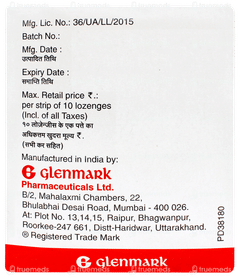 Mfg. Lic. No.: 36/UA/LL/2015
Batch No.:
Mfg. Date :
उत्पादित तिथि
Expiry Date :
समाप्ति तिथि
Max. Retail price ₹.:
per strip of 10 lozenges
(Incl. of all Taxes)
१० लोजेन्जेस के एक पत्ते का
अधिकतम खुदरा मूल्य ₹.
(सभी कर सहित)
Manufactured in India by:
Glenmark
Pharmaceuticals Ltd.
B/2, Mahalaxmi Chambers, 22,
Bhulabhai Desai Road, Mumbai - 400 026.
At: Plot No. 13,14,15, Raipur, Bhagwanpur,
Roorkee-247 661, Distt-Haridwar, Uttarakhand.
® Registered Trade Mark
PD38180